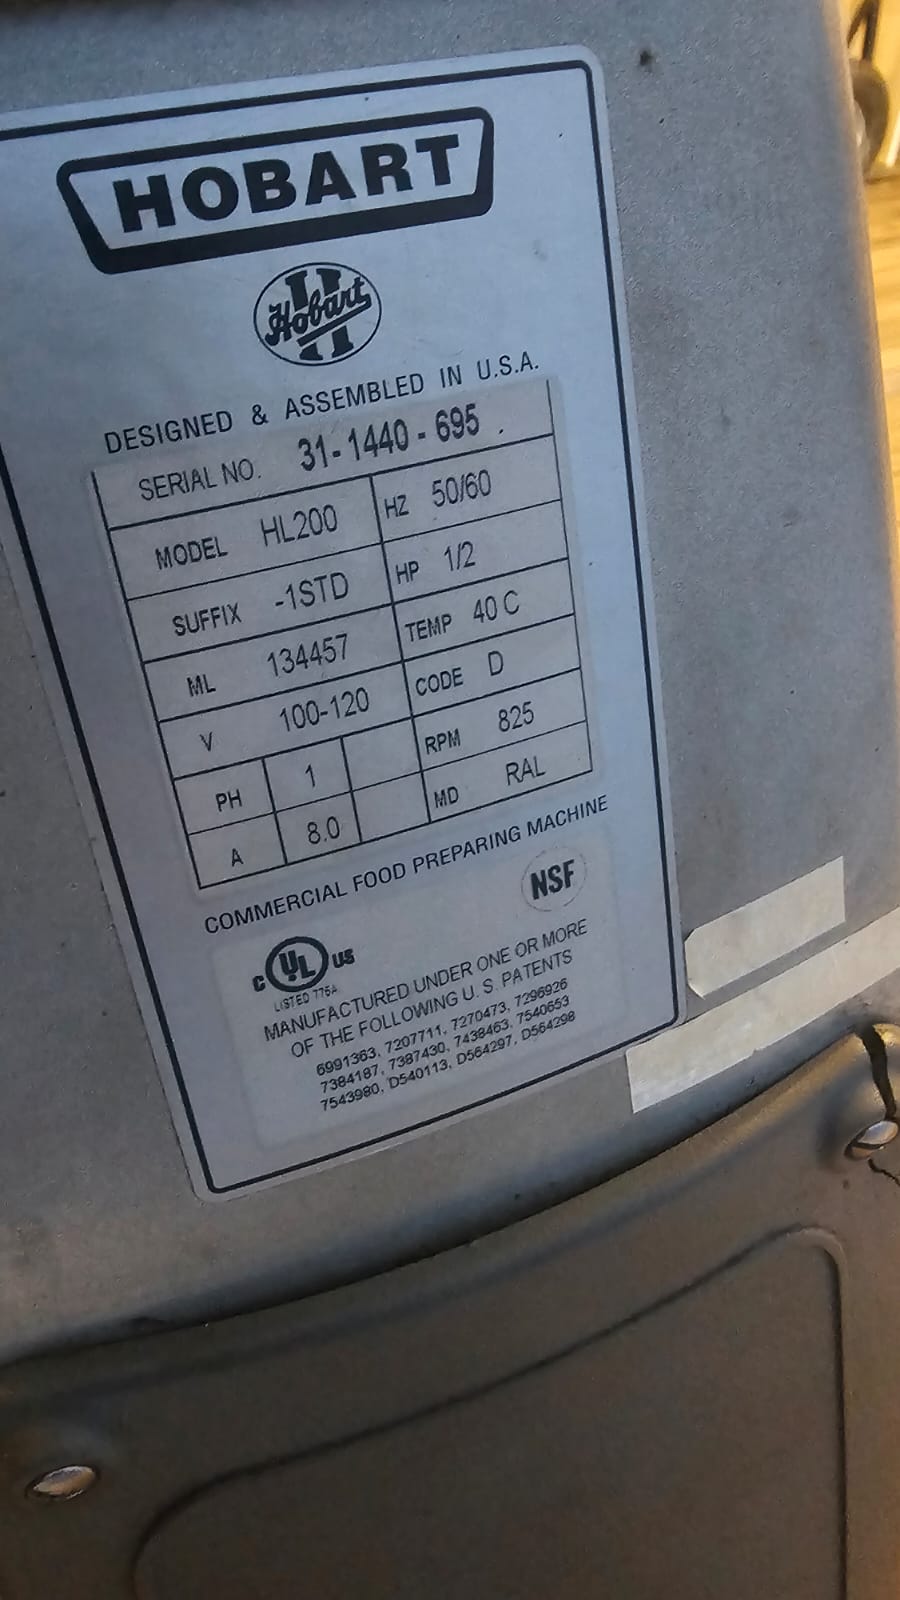 HOBART
Hobart
DESIGNED & ASSEMBLED IN U.S.A.
SERIAL NO. 31-1440-695
MODEL HL200 HZ 50/60
SUFFIX -1STD HP 1/2
ML 134457 TEMP 40 C
V 100-120 CODE D
PH 1 RPM 825
A 8.0 MD RAL
COMMERCIAL FOOD PREPARING MACHINE
NSF
C UL US
LISTED 776A
MANUFACTURED UNDER ONE OR MORE
OF THE FOLLOWING U. S. PATENTS
6991363, 7207711, 7270473, 7296926
7384187, 7387430, 7438463, 7540653
7543980, D540113, D564297, D564298